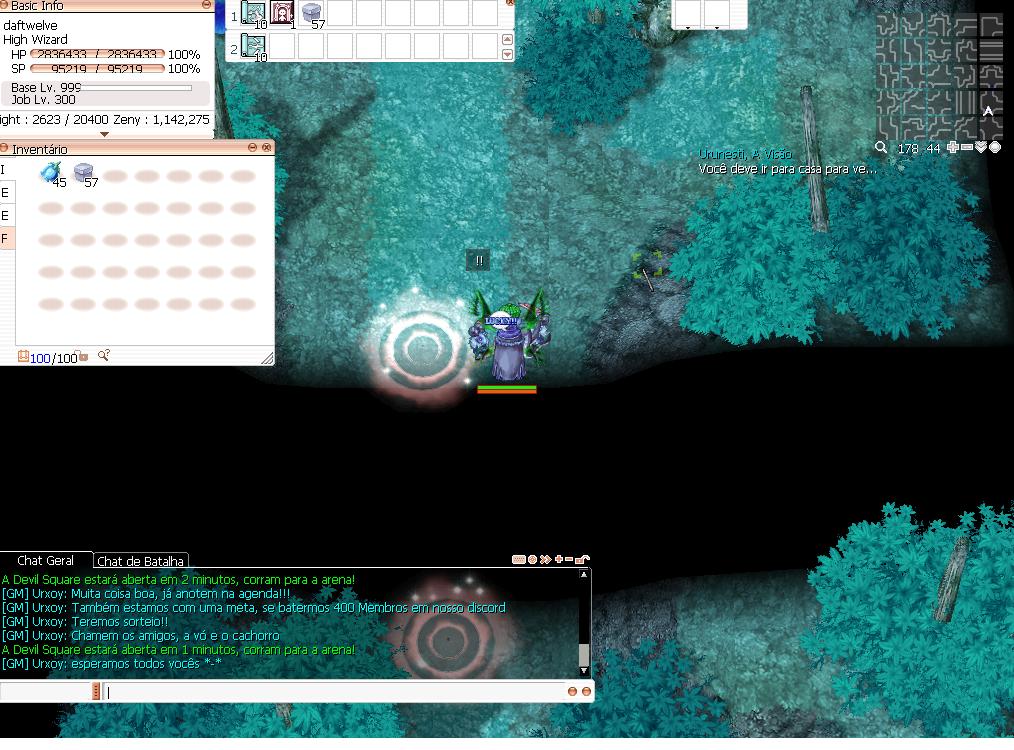 Basic Info
daftwelve
High Wizard
HP 2836433 / 2836433 100%
SP 95219 / 95219 100%
Base Lv. 999
Job Lv. 300
ight : 2623 / 20400 Zeny : 1,142,275
1 10 1 57
2 10
178 44
Inventário
I
E
E
F
45 57
100/100
Urunesti, A Visão
Você deve ir para casa para ve...
!!
LUCKY!!
Chat Geral Chat de Batalha
A Devil Square estará aberta em 2 minutos, corram para a arena!
[GM] Urxoy: Muita coisa boa, já anotem na agenda!!!
[GM] Urxoy: Também estamos com uma meta, se batermos 400 Membros em nosso discord
[GM] Urxoy: Teremos sorteio!!
[GM] Urxoy: Chamem os amigos, a vó e o cachorro
A Devil Square estará aberta em 1 minutos, corram para a arena!
[GM] Urxoy: esperamos todos vocês *-*